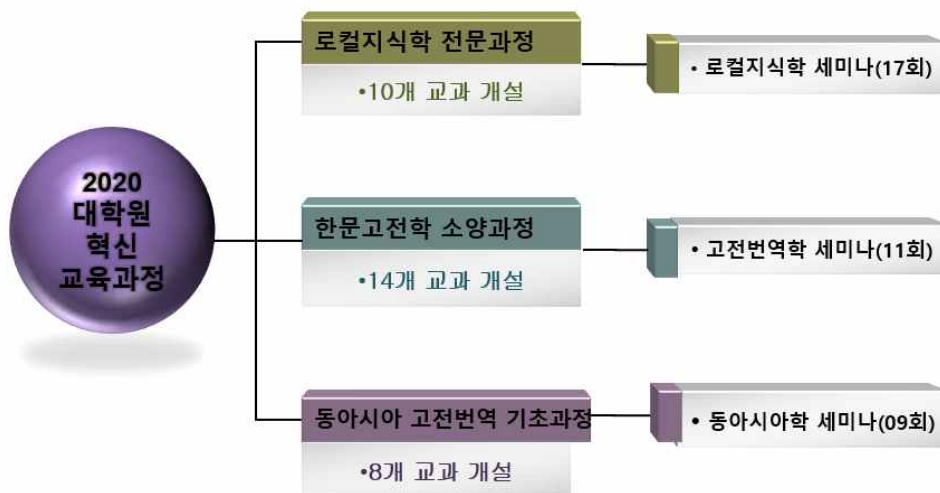 2020
대학원
혁신
교육과정
로컬지식학 전문과정
•10개 교과 개설
• 로컬지식학 세미나(17회)
한문고전학 소양과정
•14개 교과 개설
• 고전번역학 세미나(11회)
동아시아 고전번역 기초과정
•8개 교과 개설
• 동아시아학 세미나(09회)